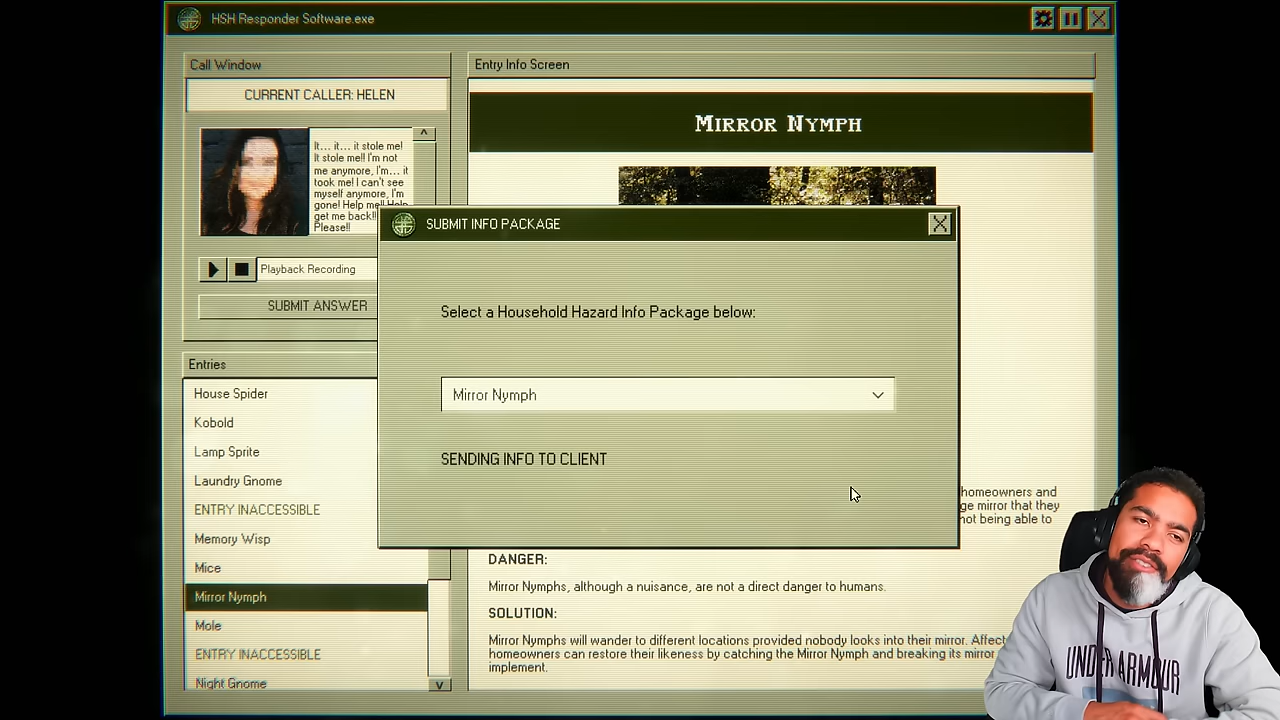 HSH Responder Software.exe
Call Window
CURRENT CALLER: HELEN
It... it... it stole me!
It stole me!! I'm not
me anymore, I'm... it
took me! I can't see
myself anymore, I'm
gone! Help me!! Help
get me back!!
Please!!
Playback Recording
SUBMIT ANSWER
Entries
House Spider
Kobold
Lamp Sprite
Laundry Gnome
ENTRY INACCESSIBLE
Memory Wisp
Mice
Mirror Nymph
Mole
ENTRY INACCESSIBLE
Night Gnome
Entry Info Screen
MIRROR NYMPH
SUBMIT INFO PACKAGE
Select a Household Hazard Info Package below:
Mirror Nymph
SENDING INFO TO CLIENT
homeowners and
ge mirror that they
not being able to
DANGER:
Mirror Nymphs, although a nuisance, are not a direct danger to humans.
SOLUTION:
Mirror Nymphs will wander to different locations provided nobody looks into their mirror. Affect
homeowners can restore their likeness by catching the Mirror Nymph and breaking its mirror
implement.
UNDER ARMOUR